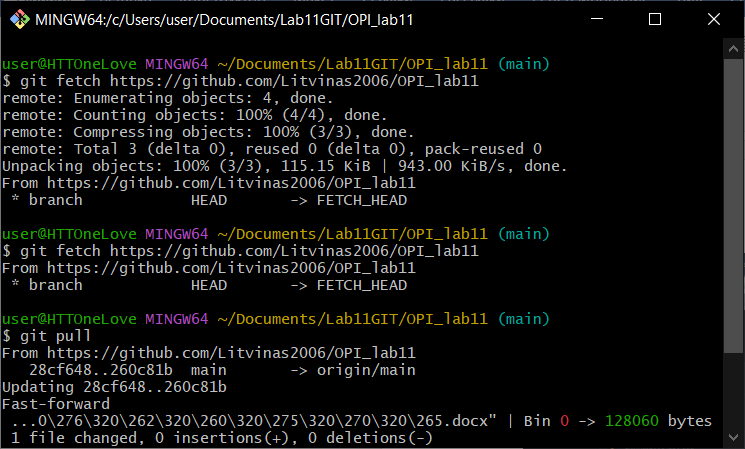 MINGW64:/c/Users/user/Documents/Lab11GIT/OPI_lab11
user@HTTOneLove MINGW64 ~/Documents/Lab11GIT/OPI_lab11 (main)
$ git fetch https://github.com/Litvinas2006/OPI_lab11
remote: Enumerating objects: 4, done.
remote: Counting objects: 100% (4/4), done.
remote: Compressing objects: 100% (3/3), done.
remote: Total 3 (delta 0), reused 0 (delta 0), pack-reused 0
Unpacking objects: 100% (3/3), 115.15 KiB | 943.00 KiB/s, done.
From https://github.com/Litvinas2006/OPI_lab11
 * branch            HEAD       -> FETCH_HEAD
user@HTTOneLove MINGW64 ~/Documents/Lab11GIT/OPI_lab11 (main)
$ git fetch https://github.com/Litvinas2006/OPI_lab11
From https://github.com/Litvinas2006/OPI_lab11
 * branch            HEAD       -> FETCH_HEAD
user@HTTOneLove MINGW64 ~/Documents/Lab11GIT/OPI_lab11 (main)
$ git pull
From https://github.com/Litvinas2006/OPI_lab11
   28cf648..260c81b  main       -> origin/main
Updating 28cf648..260c81b
Fast-forward
 ...0\276\320\262\320\260\320\275\320\270\320\265.docx" | Bin 0 -> 128060 bytes
 1 file changed, 0 insertions(+), 0 deletions(-)